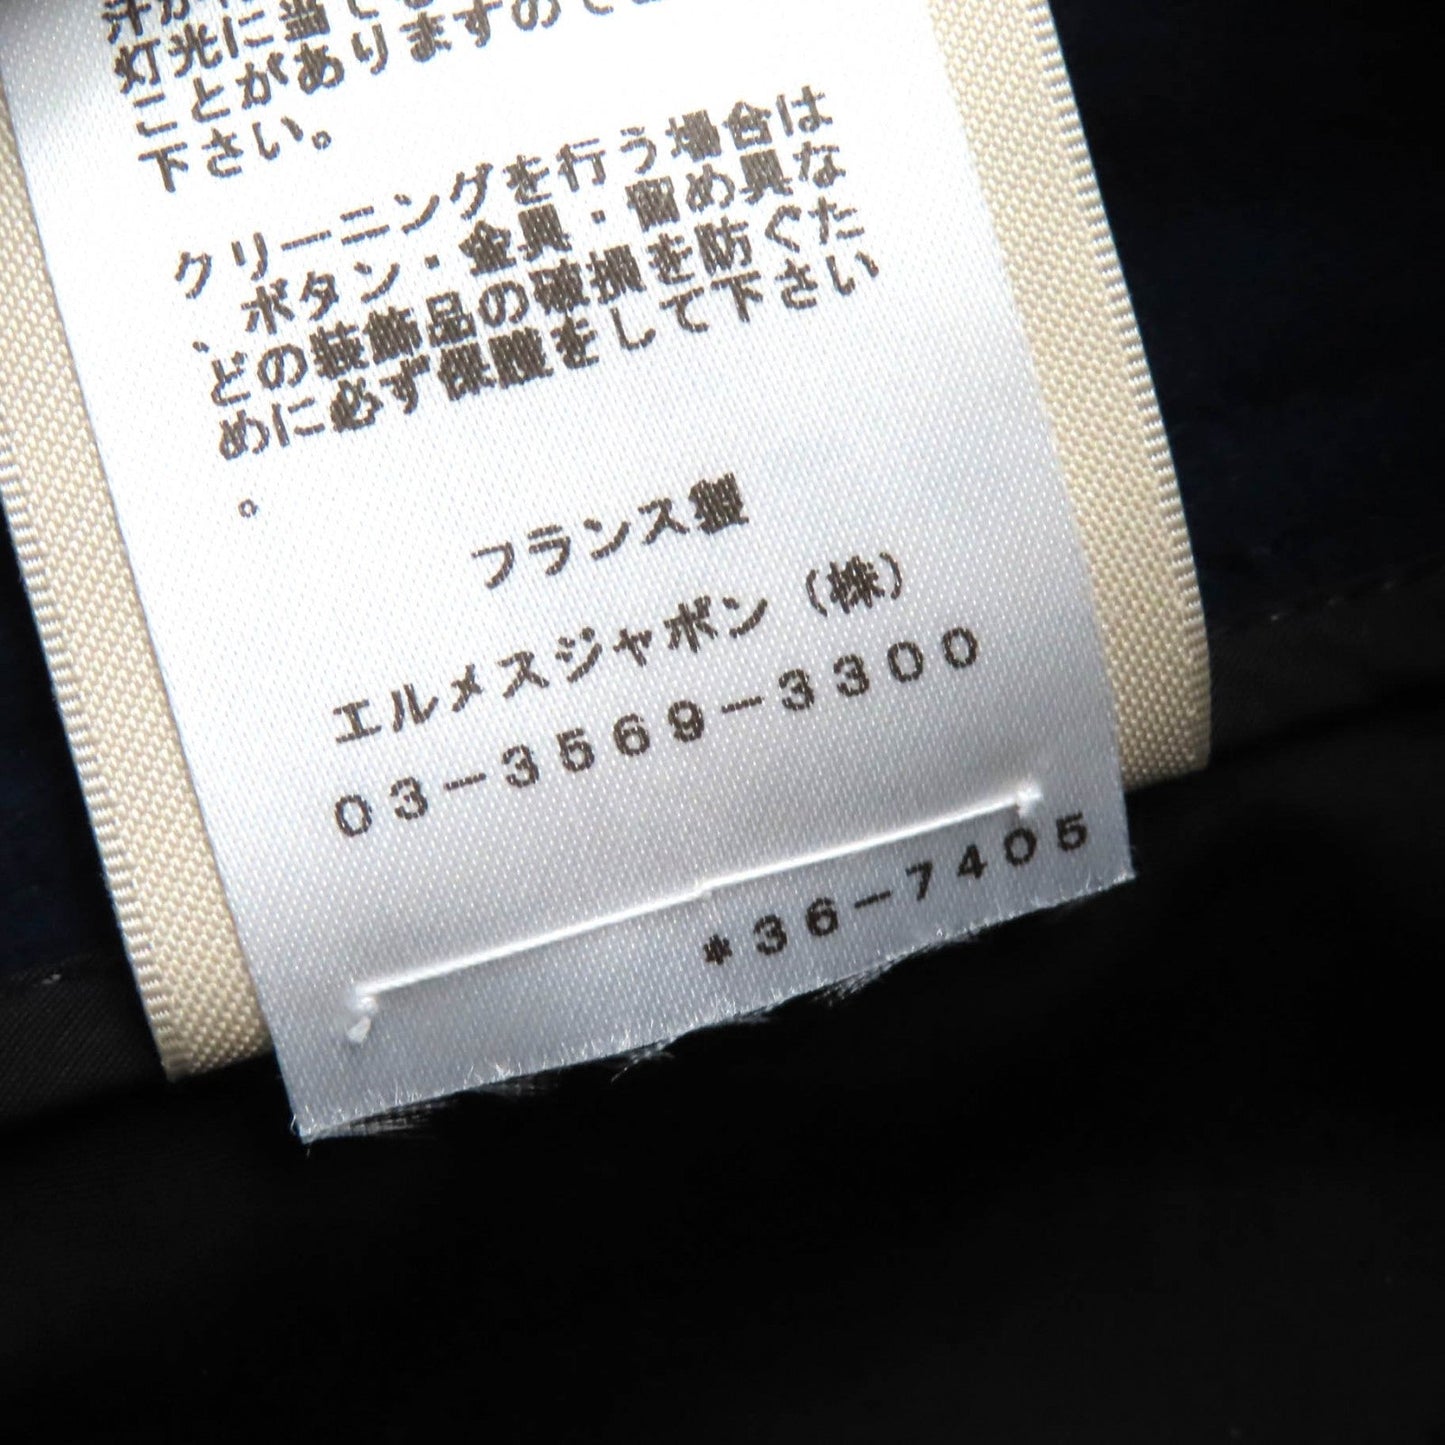 灯光に当てる
ことがありますので
下さい。
クリーニングを行う場合は
、ボタン・金具・留め具な
どの装飾品の破損を防ぐた
めに必ず保護をして下さい
。
フランス製
エルメスジャポン（株）
03-3569-3300
*36-7405